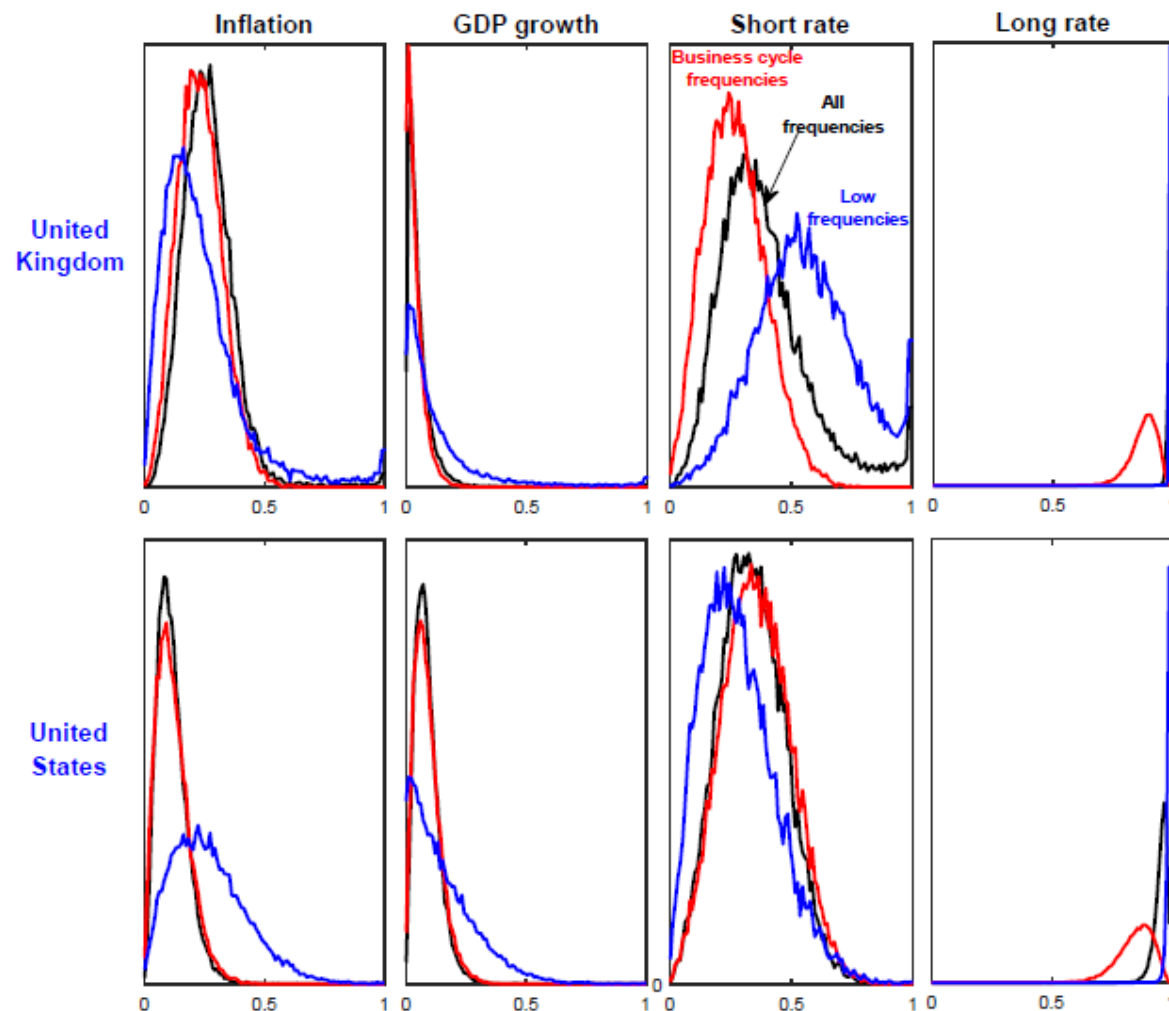 Inflation GDP growth Short rate Long rate
Business cycle
frequencies
All
frequencies
Low
frequencies
United
Kingdom
0 0.5 1 0 0.5 1 0 0.5 1 0 0.5 1
United
States
0
0 0.5 1 0 0.5 1 0 0.5 1 0 0.5 1